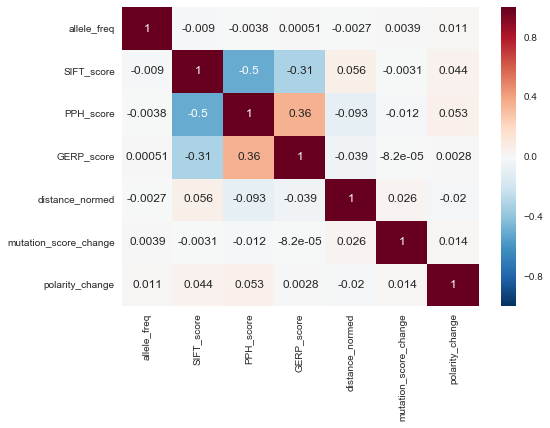 allele_freq 1 -0.009 -0.0038 0.00051 -0.0027 0.0039 0.011
SIFT_score -0.009 1 -0.5 -0.31 0.056 -0.0031 0.044
PPH_score -0.0038 -0.5 1 0.36 -0.093 -0.012 0.053
GERP_score 0.00051 -0.31 0.36 1 -0.039 -8.2e-05 0.0028
distance_normed -0.0027 0.056 -0.093 -0.039 1 0.026 -0.02
mutation_score_change 0.0039 -0.0031 -0.012 -8.2e-05 0.026 1 0.014
polarity_change 0.011 0.044 0.053 0.0028 -0.02 0.014 1
allele_freq
SIFT_score
PPH_score
GERP_score
distance_normed
mutation_score_change
polarity_change
0.8
0.4
0.0
−0.4
−0.8